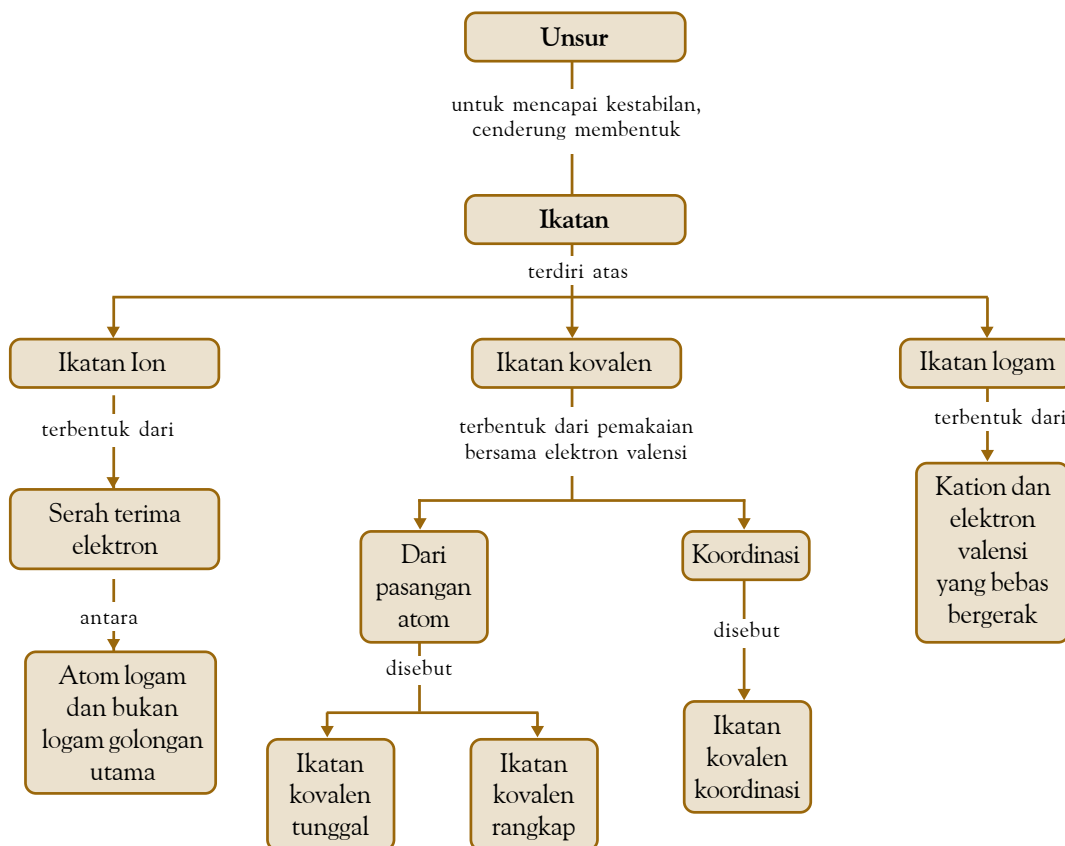 Unsur
untuk mencapai kestabilan,
cenderung membentuk
Ikatan
terdiri atas
Ikatan Ion
Ikatan kovalen
Ikatan logam
terbentuk dari
terbentuk dari pemakaian
bersama elektron valensi
terbentuk dari
Serah terima
elektron
Dari
pasangan
atom
Koordinasi
Kation dan
elektron
valensi
yang bebas
bergerak
antara
disebut
disebut
Atom logam
dan bukan
logam golongan
utama
Ikatan
kovalen
tunggal
Ikatan
kovalen
rangkap
Ikatan
kovalen
koordinasi